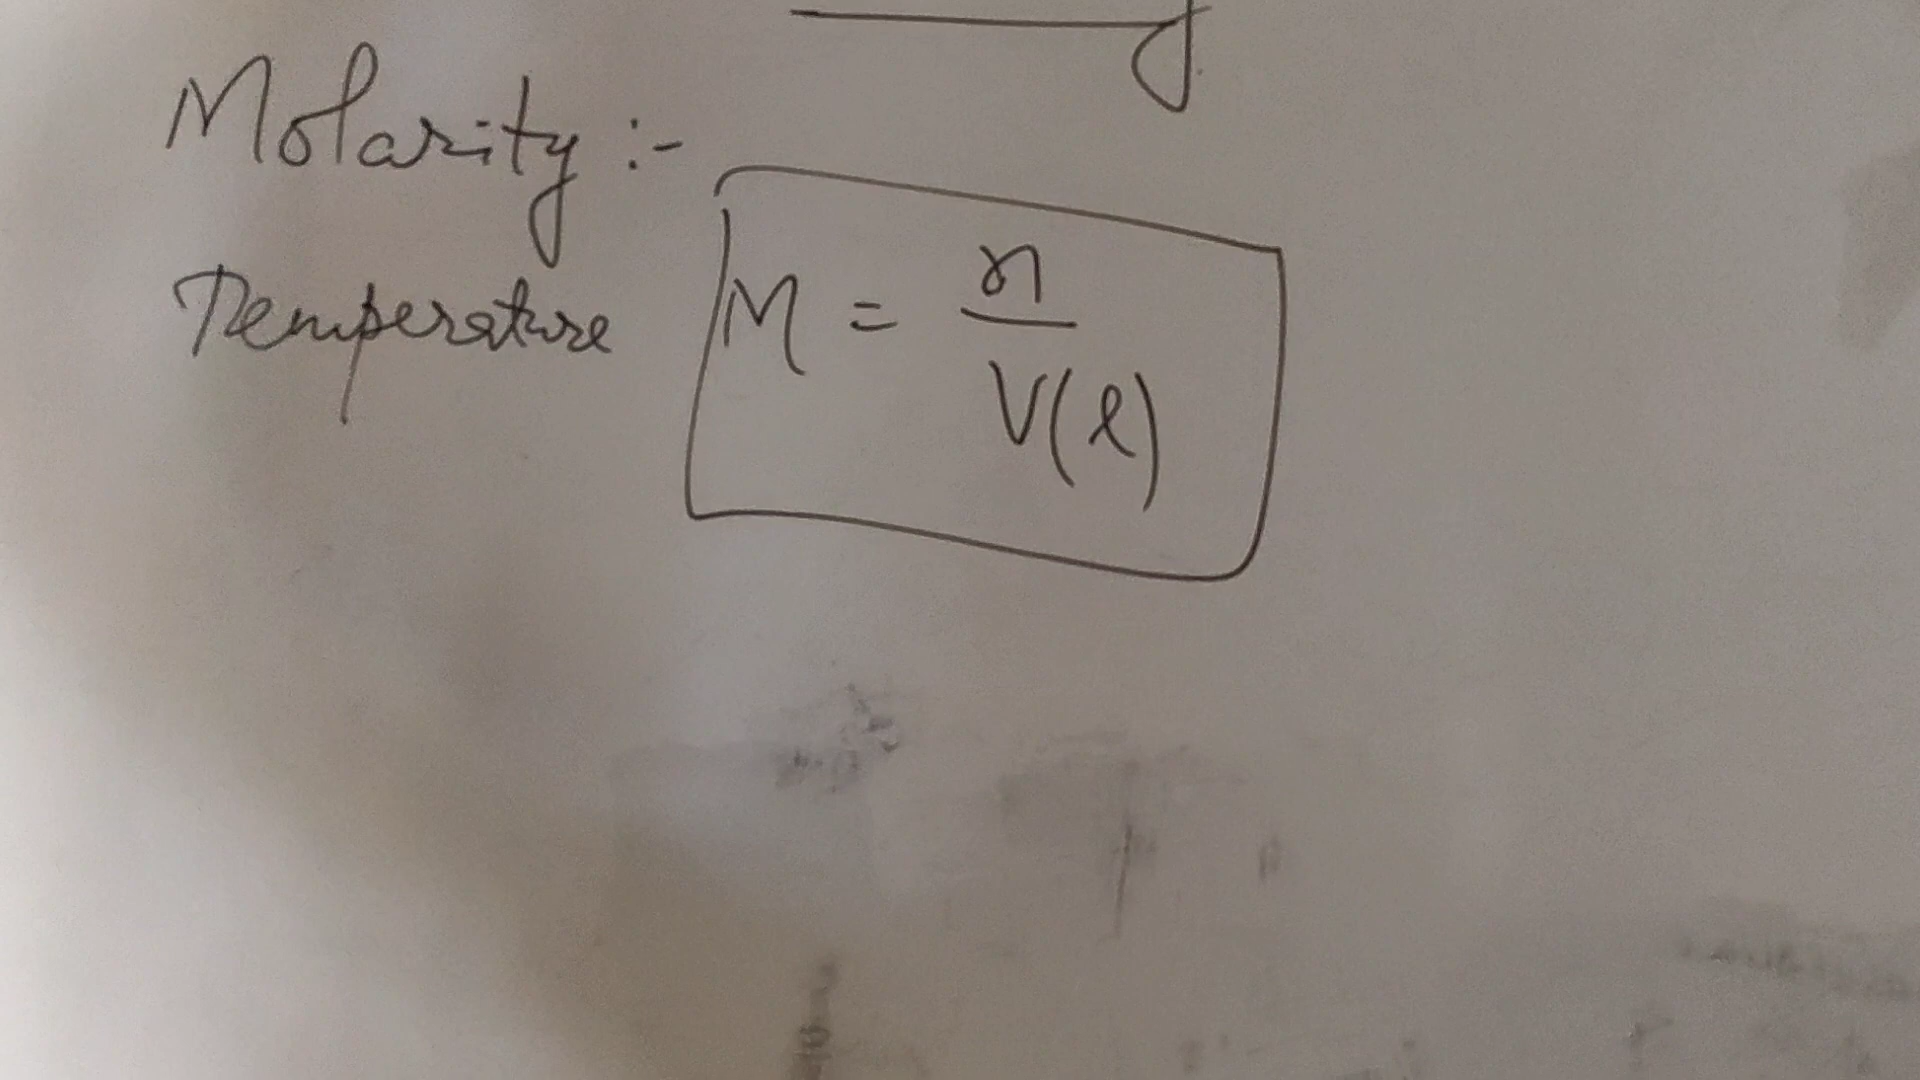 Molarity :-
Temperature
M = n / V(l)